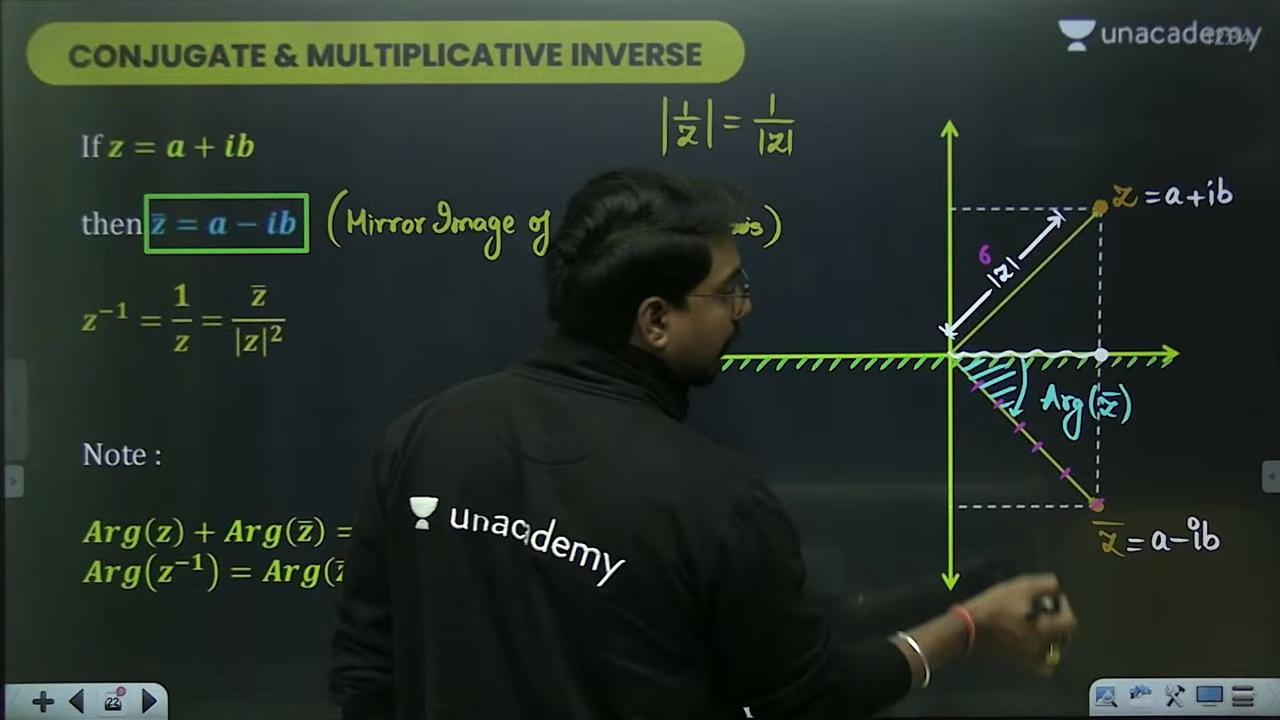 CONJUGATE & MULTIPLICATIVE INVERSE
unacademy
If z = a + ib
|1/z| = 1/|z|
z = a+ib
then z̄ = a − ib (Mirror Image of
6
|z|
z⁻¹ = 1/z = z̄/|z|²
Arg(z̄)
Note :
unacademy
Arg(z) + Arg(z̄) =
z̄ = a-ib
Arg(z⁻¹) = Arg(z̄
22